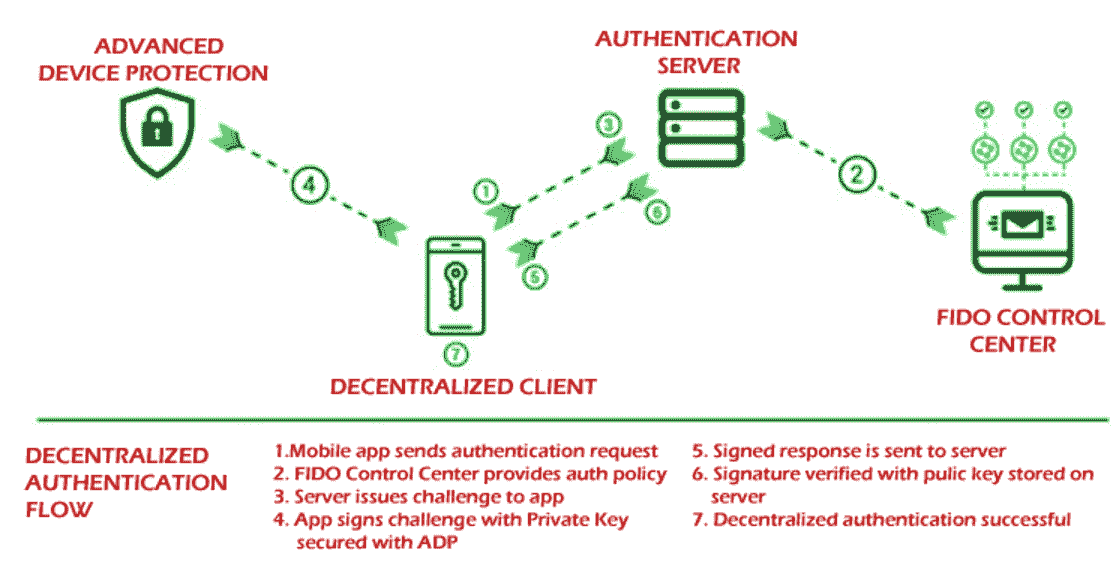 ADVANCED
DEVICE PROTECTION
AUTHENTICATION
SERVER
4
1
3
5
6
2
7
DECENTRALIZED CLIENT
FIDO CONTROL
CENTER
DECENTRALIZED
AUTHENTICATION
FLOW
1.Mobile app sends authentication request
2. FIDO Control Center provides auth policy
3. Server issues challenge to app
4. App signs challenge with Private Key
secured with ADP
5. Signed response is sent to server
6. Signature verified with pulic key stored on
server
7. Decentralized authentication successful